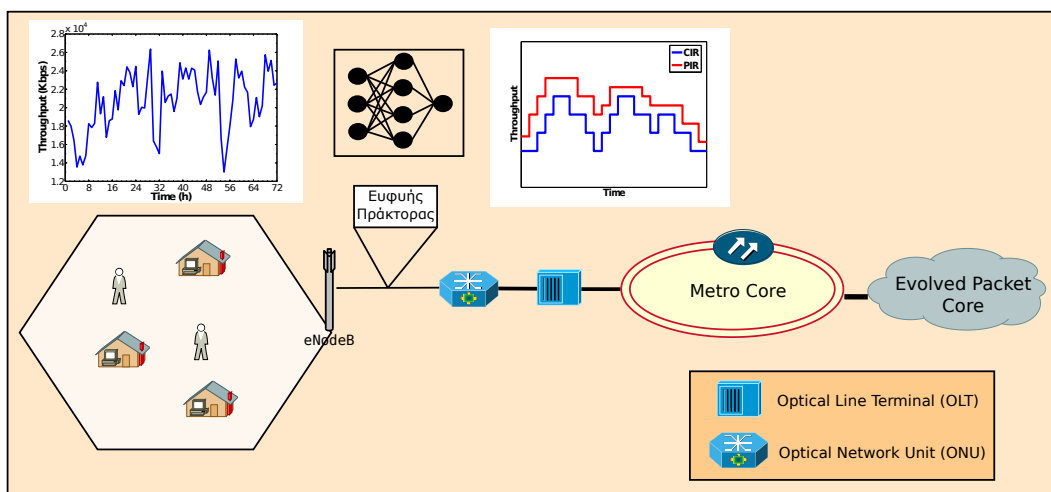 2.8 × 10⁴
2.6
2.4
2.2
2
1.8
1.6
1.4
1.2
Throughput (Kbps)
0 8 16 24 32 40 48 56 64 72
Time (h)
CIR
PIR
Throughput
Time
Ευφυής
Πράκτορας
eNodeB
Metro Core
Evolved Packet
Core
Optical Line Terminal (OLT)
Optical Network Unit (ONU)